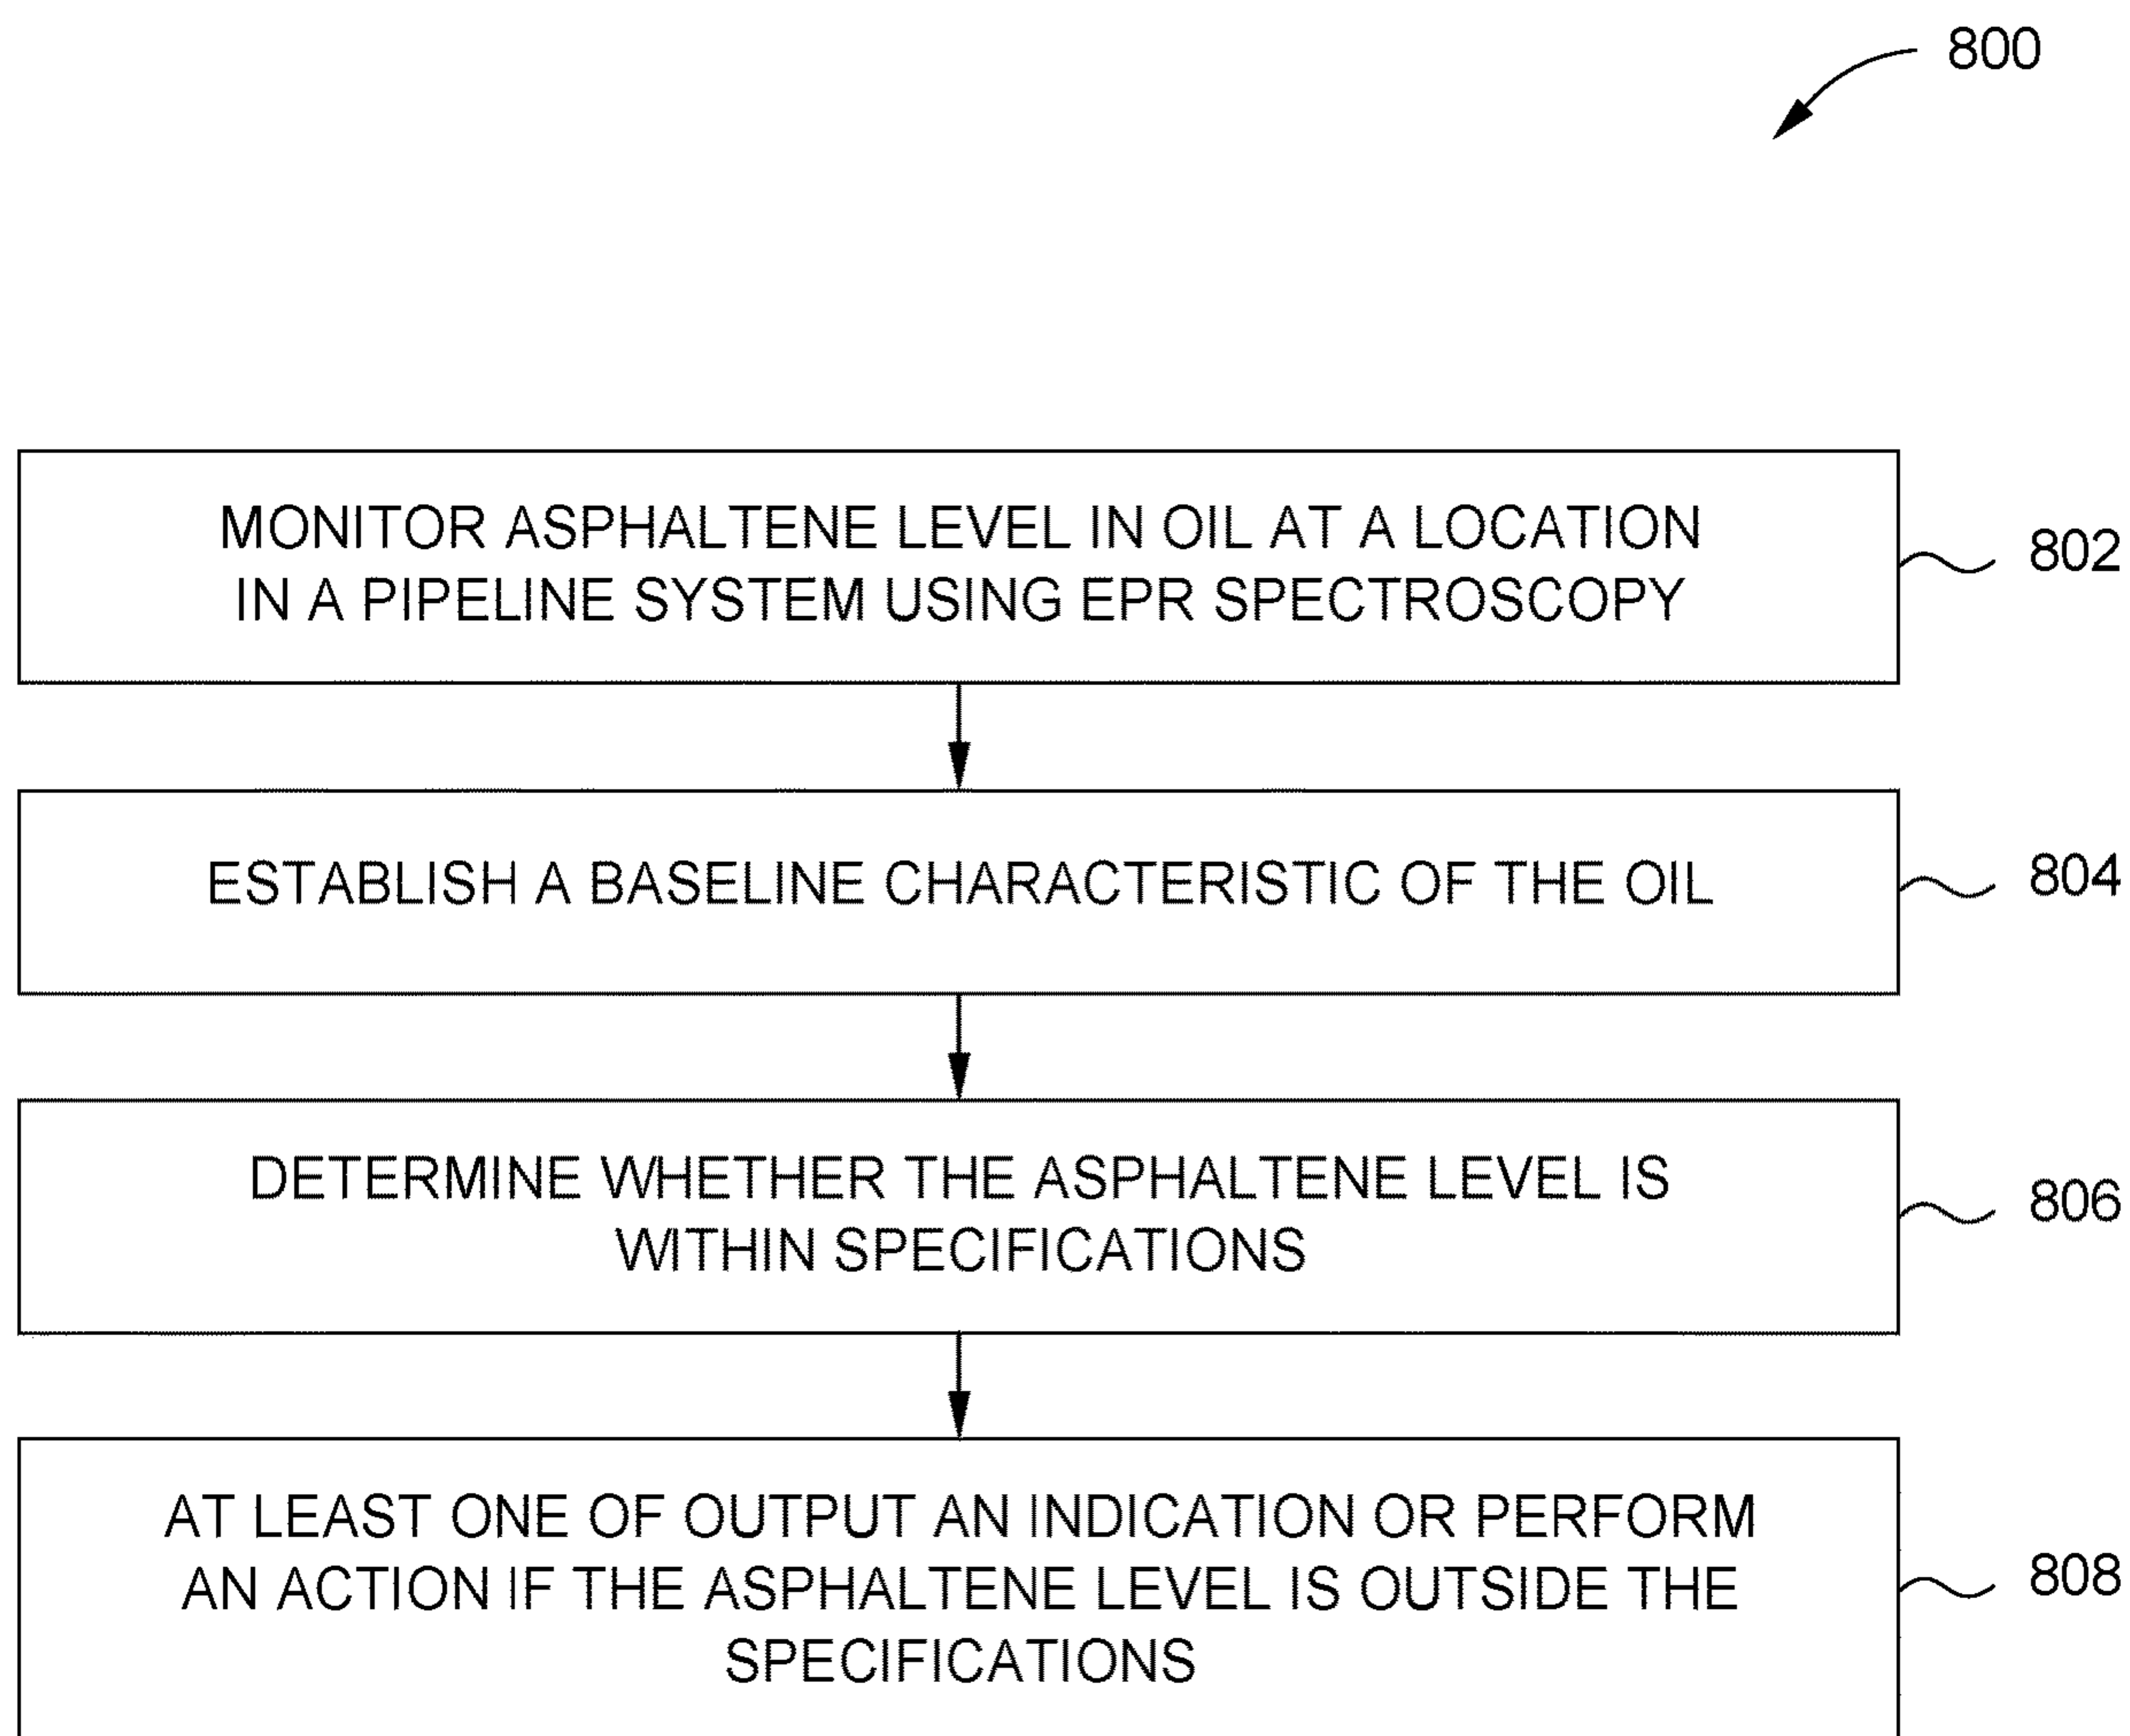 800
MONITOR ASPHALTENE LEVEL IN OIL AT A LOCATION
IN A PIPELINE SYSTEM USING EPR SPECTROSCOPY
802
ESTABLISH A BASELINE CHARACTERISTIC OF THE OIL
804
DETERMINE WHETHER THE ASPHALTENE LEVEL IS
WITHIN SPECIFICATIONS
806
AT LEAST ONE OF OUTPUT AN INDICATION OR PERFORM
AN ACTION IF THE ASPHALTENE LEVEL IS OUTSIDE THE
SPECIFICATIONS
808